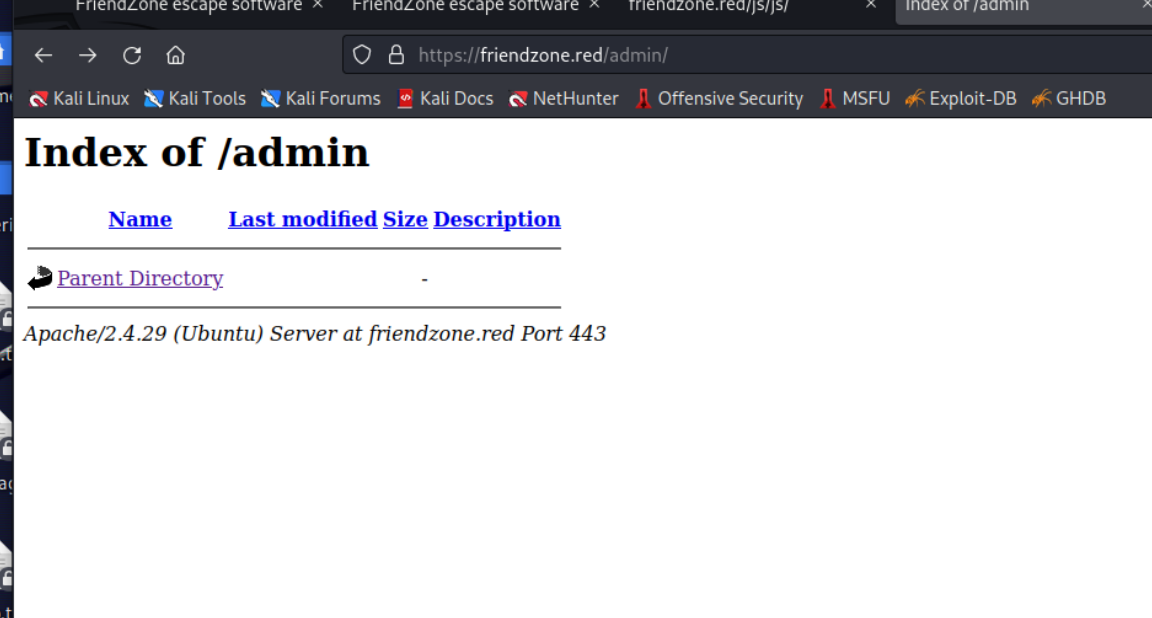 FriendZone escape software × FriendZone escape software × friendzone.red/js/js/ × Index of /admin ×
https://friendzone.red/admin/
Kali Linux Kali Tools Kali Forums Kali Docs NetHunter Offensive Security MSFU Exploit-DB GHDB
Index of /admin
Name Last modified Size Description
Parent Directory -
Apache/2.4.29 (Ubuntu) Server at friendzone.red Port 443